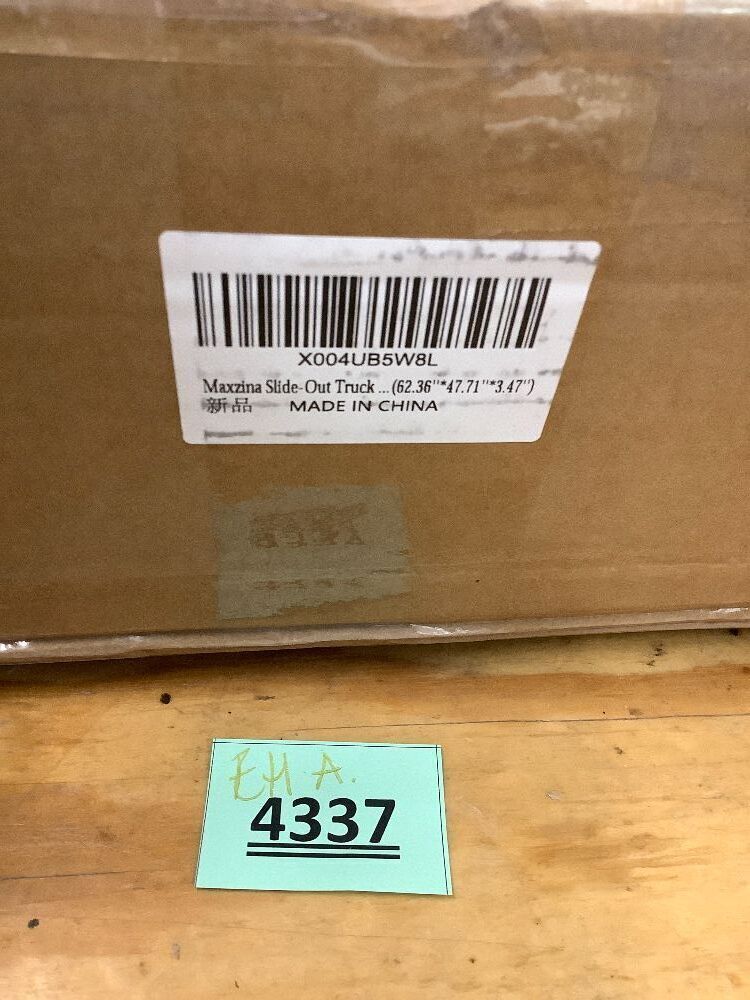 X004UB5W8L
Maxzina Slide-Out Truck ... (62.36"*47.71"*3.47")
新品 MADE IN CHINA
EH A.
4337